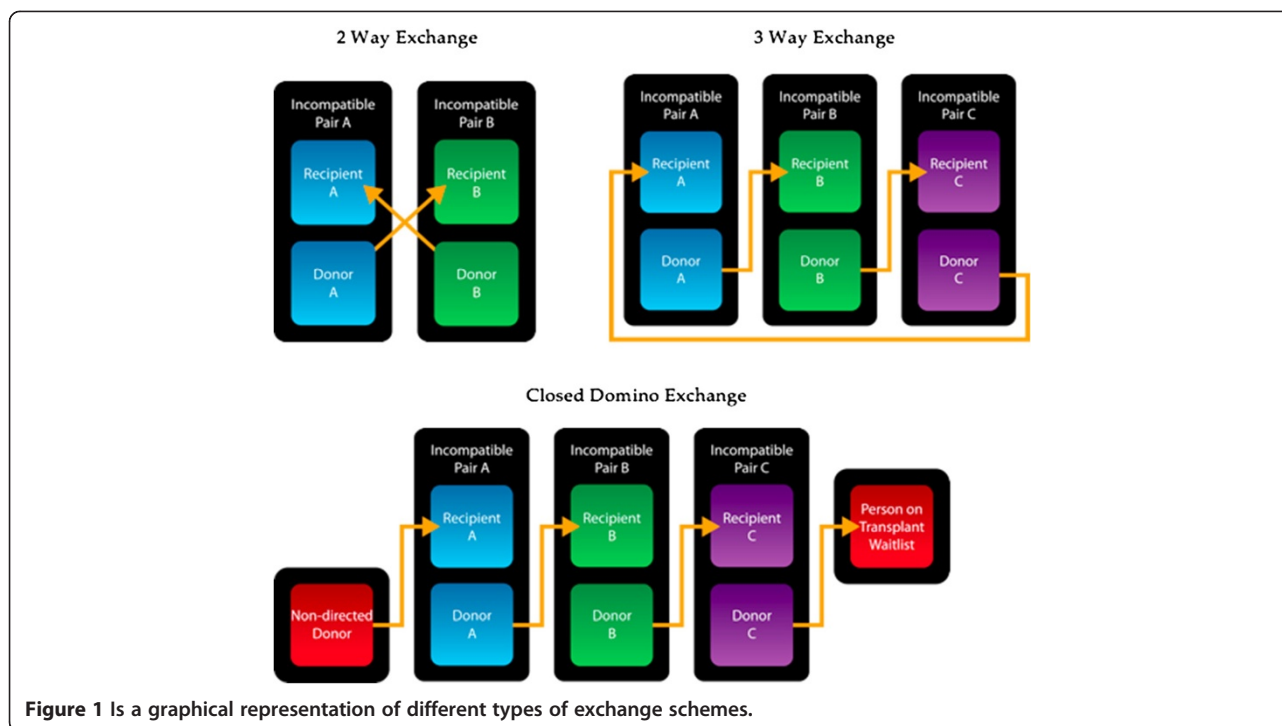 2 Way Exchange
Incompatible
Pair A
Incompatible
Pair B
Recipient
A
Recipient
B
Donor
A
Donor
B
3 Way Exchange
Incompatible
Pair A
Incompatible
Pair B
Incompatible
Pair C
Recipient
A
Recipient
B
Recipient
C
Donor
A
Donor
B
Donor
C
Closed Domino Exchange
Incompatible
Pair A
Incompatible
Pair B
Incompatible
Pair C
Recipient
A
Recipient
B
Recipient
C
Person on
Transplant
Waitlist
Non-directed
Donor
Donor
A
Donor
B
Donor
C
Figure 1 Is a graphical representation of different types of exchange schemes.